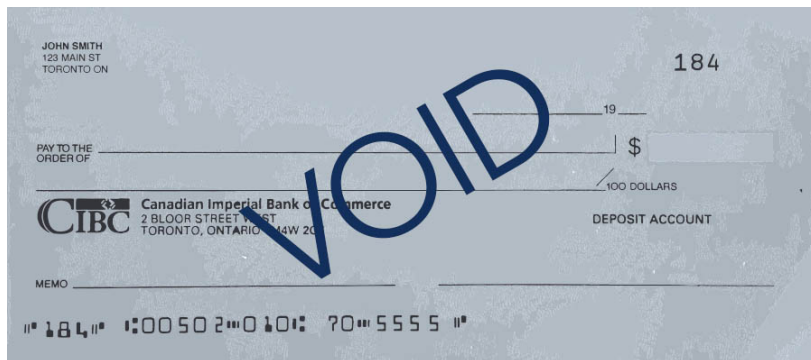 JOHN SMITH
123 MAIN ST
TORONTO ON
184
19
PAY TO THE
ORDER OF
$
100 DOLLARS
VOID
CIBC
Canadian Imperial Bank of Commerce
2 BLOOR STREET WEST
TORONTO, ONTARIO M4W
DEPOSIT ACCOUNT
MEMO
⑈184⑈ ⑆00502⑉010⑆ 70⑉5555⑈